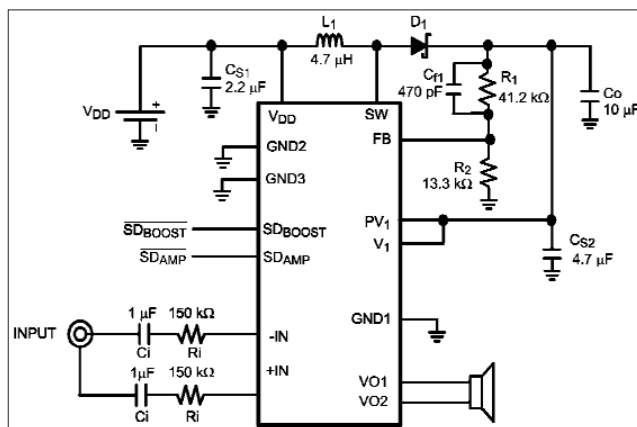 L1
4.7 µH
D1
CS1
2.2 µF
Cf1
470 pF
R1
41.2 kΩ
Co
10 µF
VDD
+
VDD
SW
GND2
FB
GND3
R2
13.3 kΩ
SDBOOST
SDBOOST
PV1
V1
SDAMP
SDAMP
CS2
4.7 µF
1 µF
150 kΩ
INPUT
-IN
GND1
Ci
Ri
1µF
150 kΩ
+IN
VO1
Ci
Ri
VO2